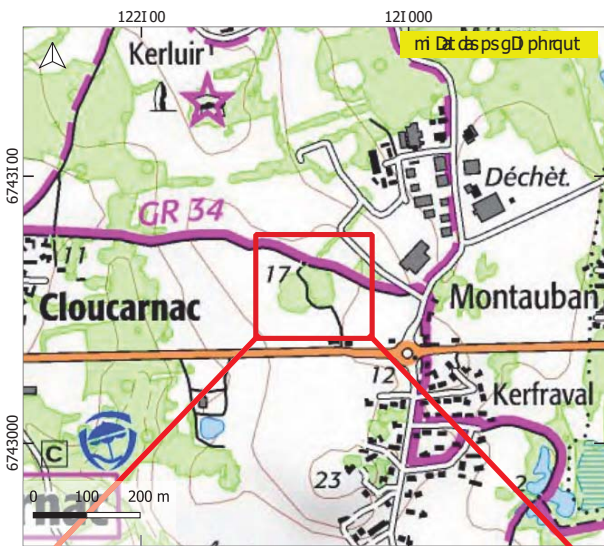 122I00 12I000
Kerluir
6743I00
Déchèt.
GR 34
11
17
Cloucarnac
Montauban
12
Kerfraval
6743000
C
23
2
0 100 200 m